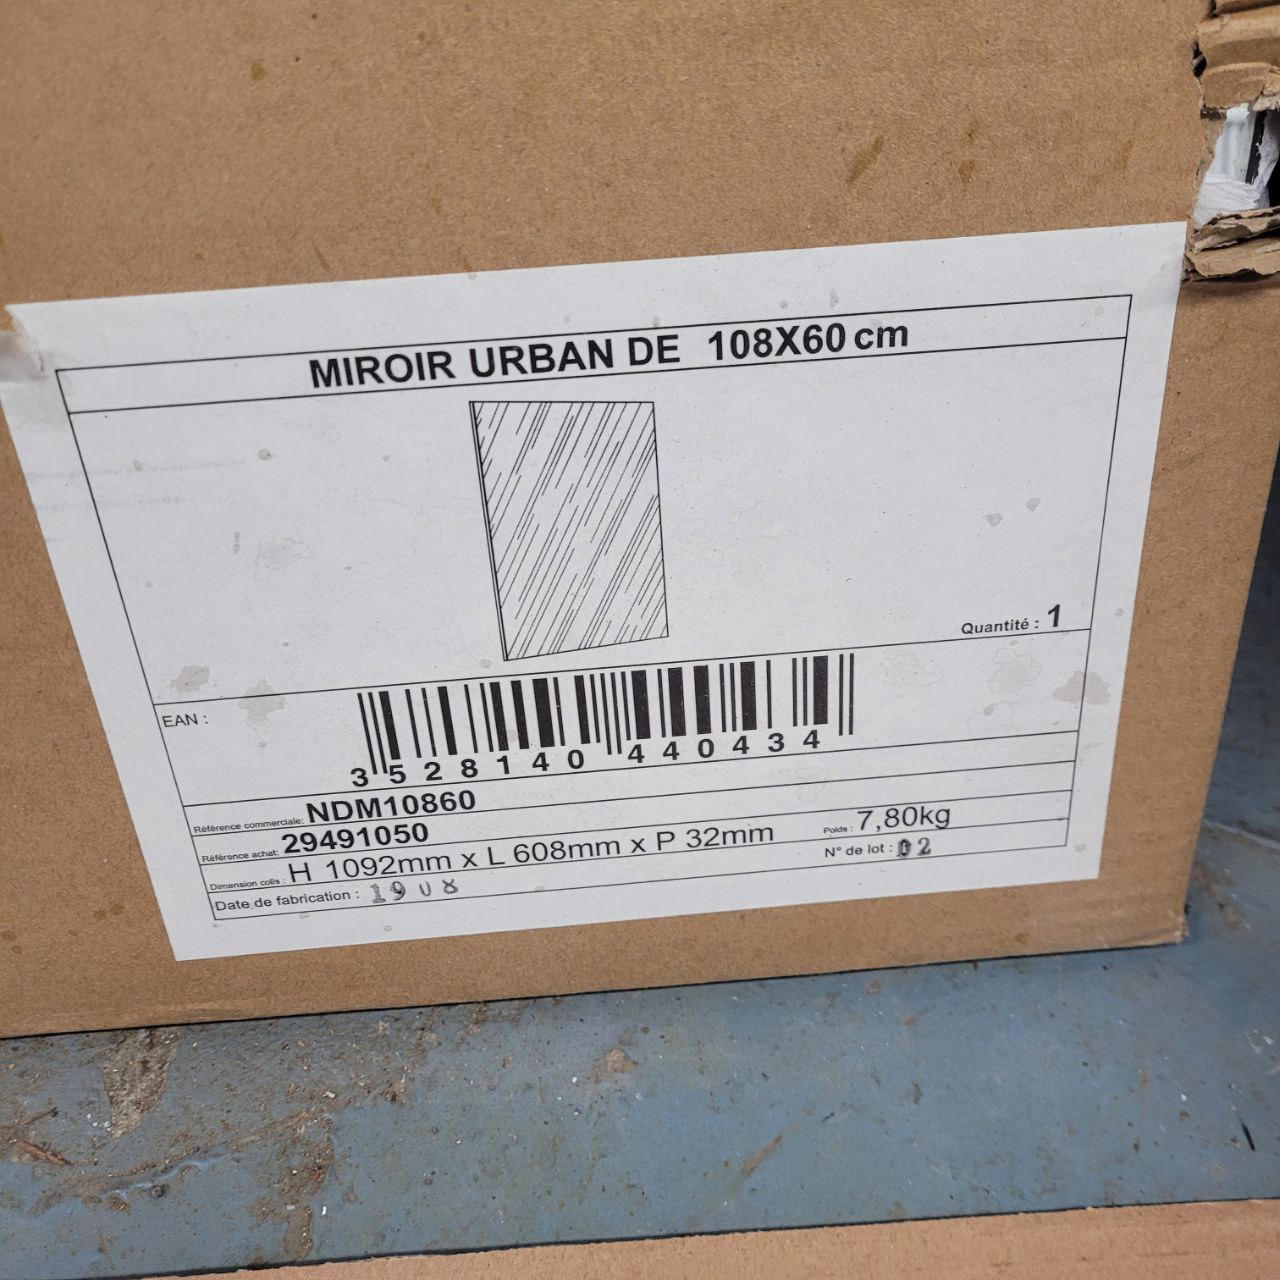 MIROIR URBAN DE 108X60 cm
Quantité : 1
EAN :
3 528140 440434
Référence commerciale: NDM10860
Référence achat: 29491050
Dimension colis : H 1092mm x L 608mm x P 32mm Poids : 7,80kg
Date de fabrication : 1908 N° de lot : 02